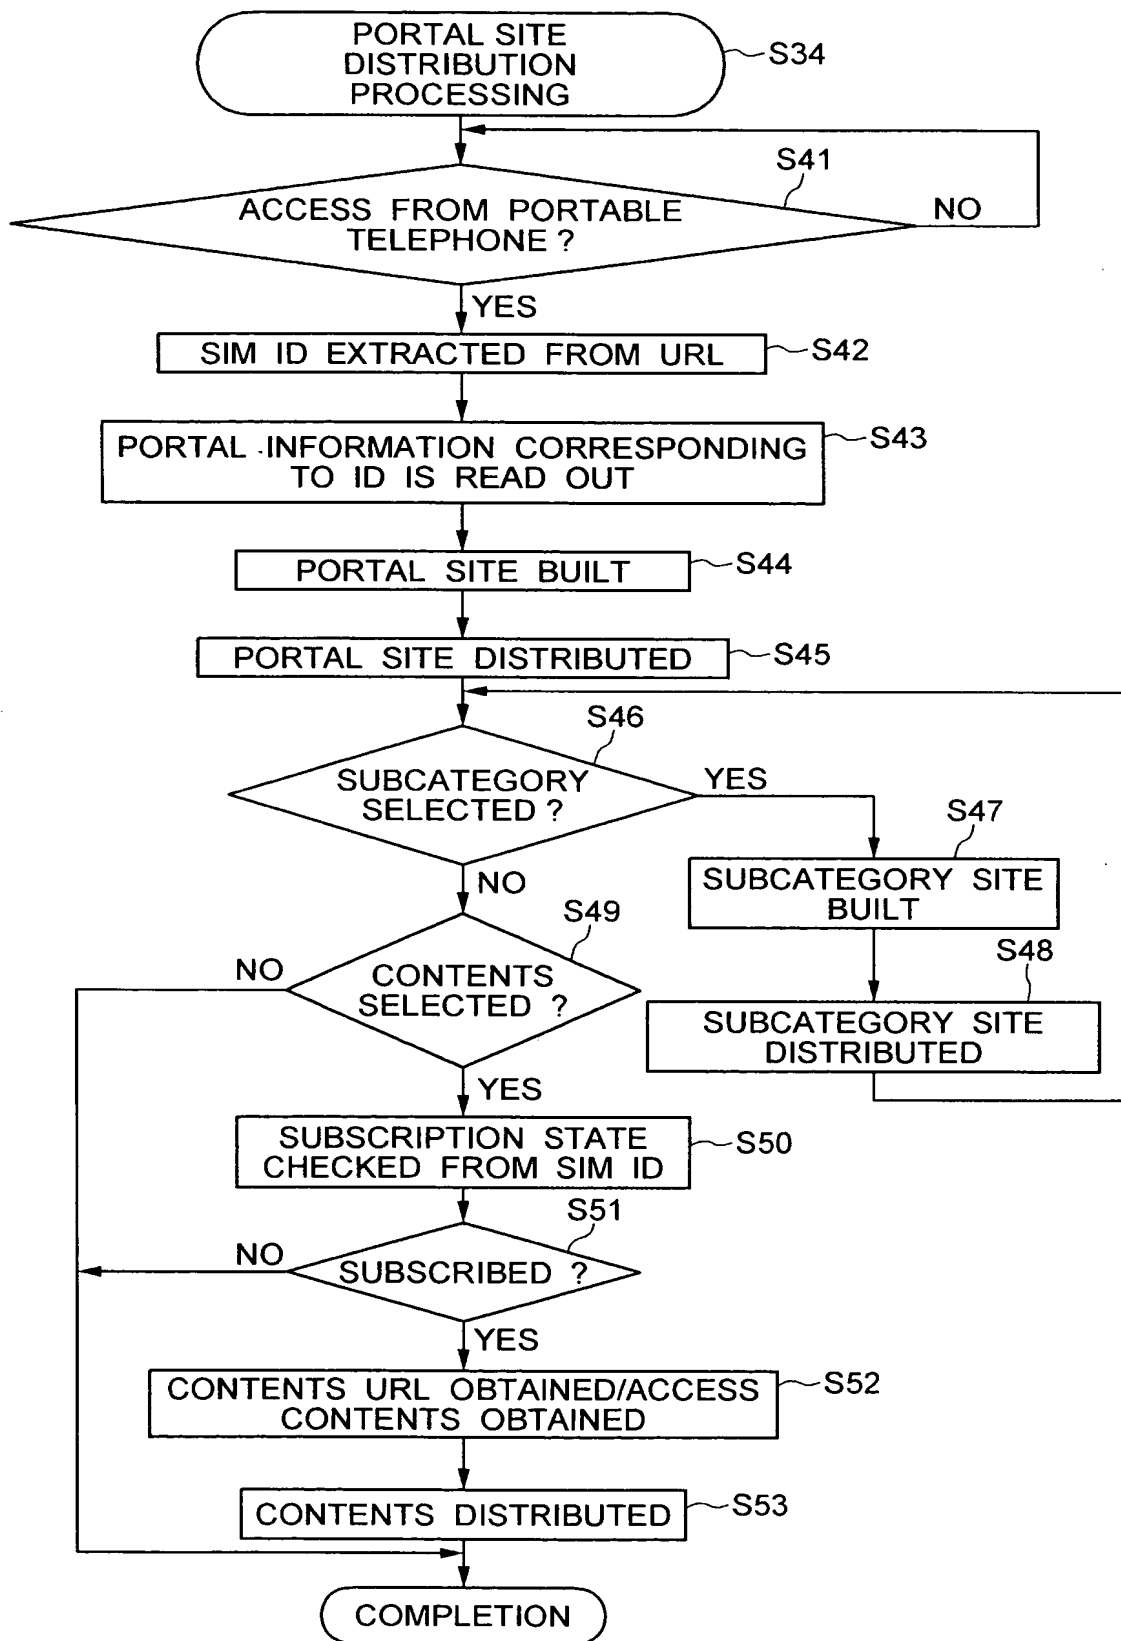 PORTAL SITE
DISTRIBUTION
PROCESSING
S34
S41
ACCESS FROM PORTABLE
TELEPHONE ?
NO
YES
SIM ID EXTRACTED FROM URL
S42
PORTAL INFORMATION CORRESPONDING
TO ID IS READ OUT
S43
PORTAL SITE BUILT
S44
PORTAL SITE DISTRIBUTED
S45
S46
SUBCATEGORY
SELECTED ?
YES
NO
S47
SUBCATEGORY SITE
BUILT
S48
SUBCATEGORY SITE
DISTRIBUTED
S49
CONTENTS
SELECTED ?
NO
YES
SUBSCRIPTION STATE
CHECKED FROM SIM ID
S50
S51
SUBSCRIBED ?
NO
YES
CONTENTS URL OBTAINED/ACCESS
CONTENTS OBTAINED
S52
CONTENTS DISTRIBUTED
S53
COMPLETION